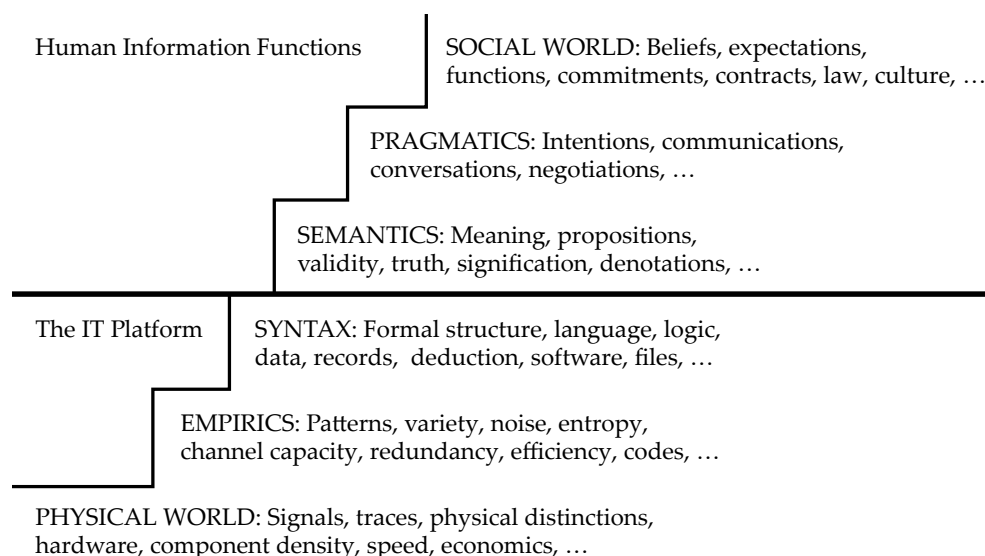 Human Information Functions
SOCIAL WORLD: Beliefs, expectations,
functions, commitments, contracts, law, culture, …
PRAGMATICS: Intentions, communications,
conversations, negotiations, …
SEMANTICS: Meaning, propositions,
validity, truth, signification, denotations, …
The IT Platform
SYNTAX: Formal structure, language, logic,
data, records, deduction, software, files, …
EMPIRICS: Patterns, variety, noise, entropy,
channel capacity, redundancy, efficiency, codes, …
PHYSICAL WORLD: Signals, traces, physical distinctions,
hardware, component density, speed, economics, …